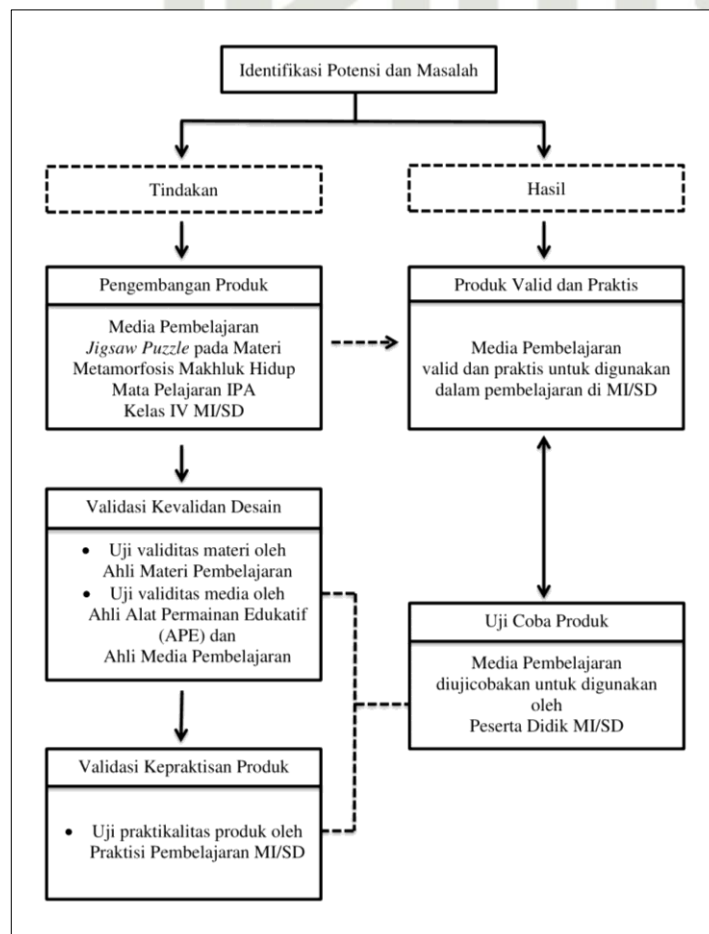 Identifikasi Potensi dan Masalah
Tindakan
Hasil
Pengembangan Produk
Media Pembelajaran
Jigsaw Puzzle pada Materi
Metamorfosis Makhluk Hidup
Mata Pelajaran IPA
Kelas IV MI/SD
Produk Valid dan Praktis
Media Pembelajaran
valid dan praktis untuk digunakan
dalam pembelajaran di MI/SD
Validasi Kevalidan Desain
• Uji validitas materi oleh
Ahli Materi Pembelajaran
• Uji validitas media oleh
Ahli Alat Permainan Edukatif
(APE) dan
Ahli Media Pembelajaran
Uji Coba Produk
Media Pembelajaran
diujicobakan untuk digunakan
oleh
Peserta Didik MI/SD
Validasi Kepraktisan Produk
• Uji praktikalitas produk oleh
Praktisi Pembelajaran MI/SD